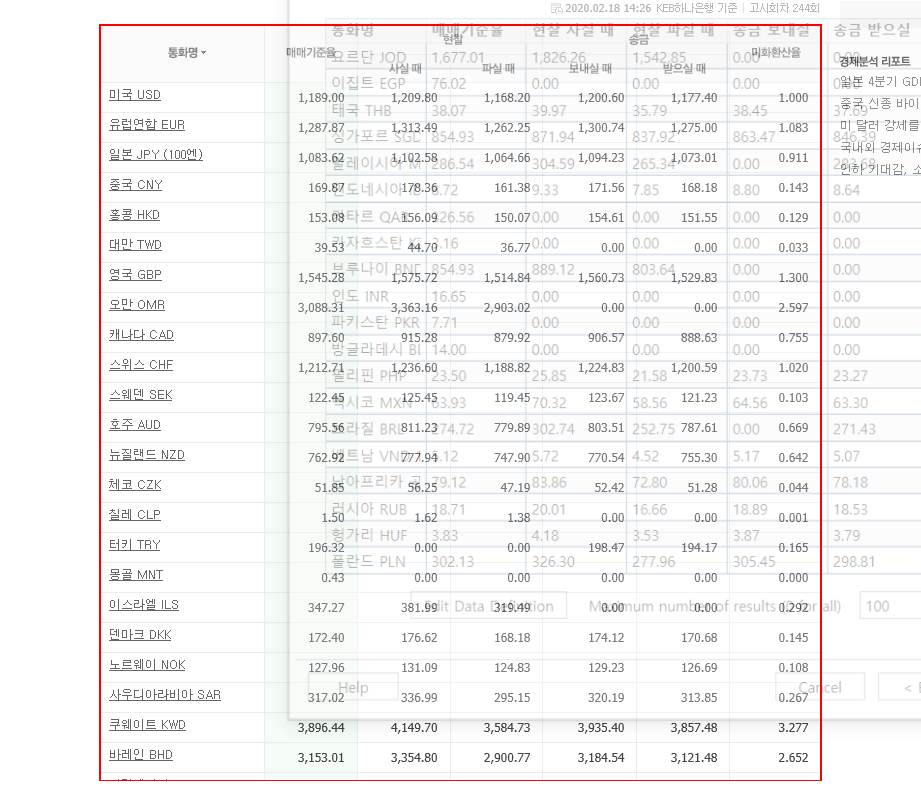 2020.02.18 14:26 KEB하나은행 기준 | 고시회차 244회
통화명 매매기준율 현찰 사실 때 현찰 파실 때 송금 보내실 송금 받으실
통화명 매매기준율 현찰 송금 미화환산율
사실 때 파실 때 보내실 때 받으실 때
경제분석 리포트
일본 4분기 GD
중국 신종 바이
미 달러 강세를
국내외 경제이슈
인하 기대감, 소
미국 USD 1,189.00 1,209.80 1,168.20 1,200.60 1,177.40 1.000
유럽연합 EUR 1,287.87 1,313.49 1,262.25 1,300.74 1,275.00 1.083
일본 JPY (100엔) 1,083.62 1,102.58 1,064.66 1,094.23 1,073.01 0.911
중국 CNY 169.87 178.36 161.38 171.56 168.18 0.143
홍콩 HKD 153.08 156.09 150.07 154.61 151.55 0.129
대만 TWD 39.53 44.70 36.77 0.00 0.00 0.033
영국 GBP 1,545.28 1,575.72 1,514.84 1,560.73 1,529.83 1.300
오만 OMR 3,088.31 3,363.16 2,903.02 0.00 0.00 2.597
캐나다 CAD 897.60 915.28 879.92 906.57 888.63 0.755
스위스 CHF 1,212.71 1,236.60 1,188.82 1,224.83 1,200.59 1.020
스웨덴 SEK 122.45 125.45 119.45 123.67 121.23 0.103
호주 AUD 795.56 811.23 779.89 803.51 787.61 0.669
뉴질랜드 NZD 762.92 777.94 747.90 770.54 755.30 0.642
체코 CZK 51.85 56.25 47.19 52.42 51.28 0.044
칠레 CLP 1.50 1.62 1.38 0.00 0.00 0.001
터키 TRY 196.32 0.00 0.00 198.47 194.17 0.165
몽골 MNT 0.43 0.00 0.00 0.00 0.00 0.000
이스라엘 ILS 347.27 381.99 319.49 0.00 0.00 0.292
덴마크 DKK 172.40 176.62 168.18 174.12 170.68 0.145
노르웨이 NOK 127.96 131.09 124.83 129.23 126.69 0.108
사우디아라비아 SAR 317.02 336.99 295.15 320.19 313.85 0.267
쿠웨이트 KWD 3,896.44 4,149.70 3,584.73 3,935.40 3,857.48 3.277
바레인 BHD 3,153.01 3,354.80 2,900.77 3,184.54 3,121.48 2.652
요르단 JOD 1,677.01 1,826.26 1,542.85 0.00 0.00
이집트 EGP 76.02 0.00 0.00 0.00
태국 THB 38.07 39.97 35.79 38.45 37.69
싱가포르 SGD 854.93 871.94 837.92 863.47 846.39
286.54 304.59 265.34 0.00 283.68
8.72 9.33 7.85 8.80 8.64
326.56 0.00 0.00 0.00 0.00
카자흐스탄 3.16 0.00 0.00 0.00 0.00
브루나이 BND 854.93 889.12 803.64 0.00 0.00
인도 INR 16.65 0.00 0.00 0.00 0.00
파키스탄 PKR 7.71 0.00 0.00 0.00 0.00
방글라데시 14.00 0.00 0.00 0.00 0.00
필리핀 PHP 23.50 25.85 21.58 23.73 23.27
멕시코 MXN 63.93 70.32 58.56 64.56 63.30
브라질 BRL 274.72 302.74 252.75 0.00 271.43
베트남 5.12 5.72 4.52 5.17 5.07
남아프리카 79.12 83.86 72.80 80.06 78.18
러시아 RUB 18.71 20.01 16.66 18.89 18.53
헝가리 HUF 3.83 4.18 3.53 3.87 3.79
폴란드 PLN 302.13 326.30 277.96 305.45 298.81
Edit Data Definition Maximum number of results (0 for all) 100
Help Cancel <